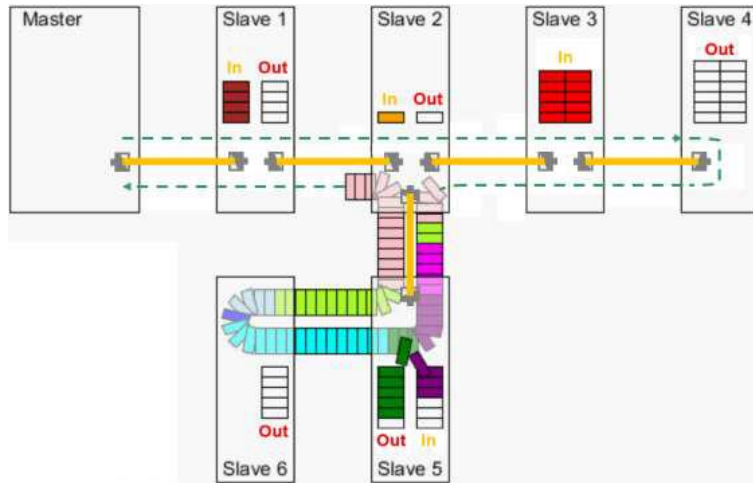 Master
Slave 1
Slave 2
Slave 3
Slave 4
In
Out
In
Out
In
Out
Out
Out
In
Slave 6
Slave 5